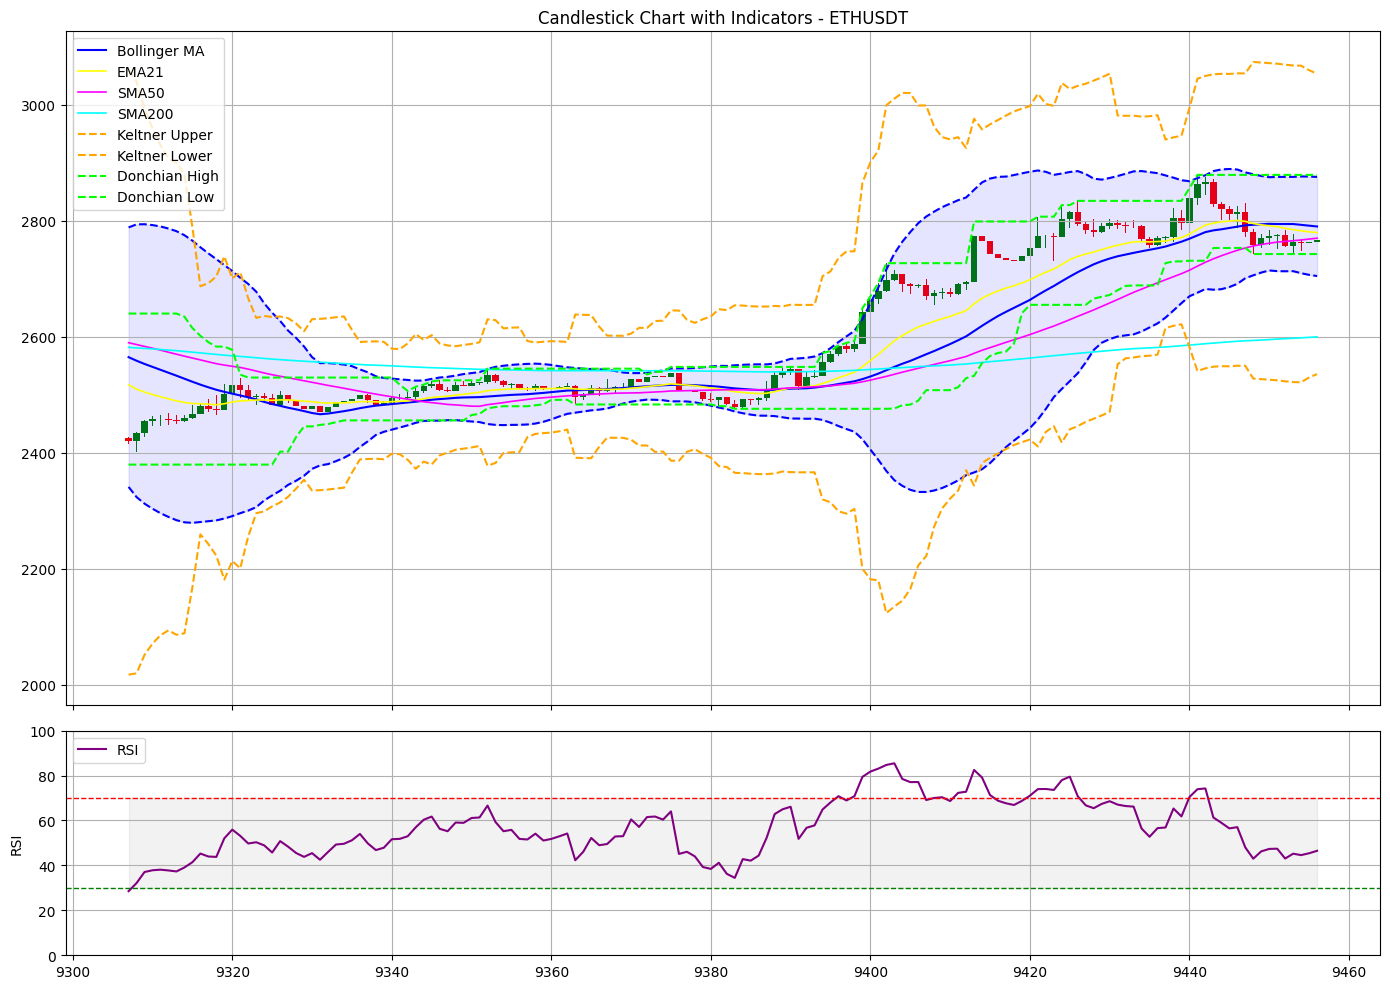 Candlestick Chart with Indicators - ETHUSDT
Bollinger MA
EMA21
SMA50
SMA200
Keltner Upper
Keltner Lower
Donchian High
Donchian Low
3000
2800
2600
2400
2200
2000
RSI
100
80
60
40
20
0
RSI
9300 9320 9340 9360 9380 9400 9420 9440 9460